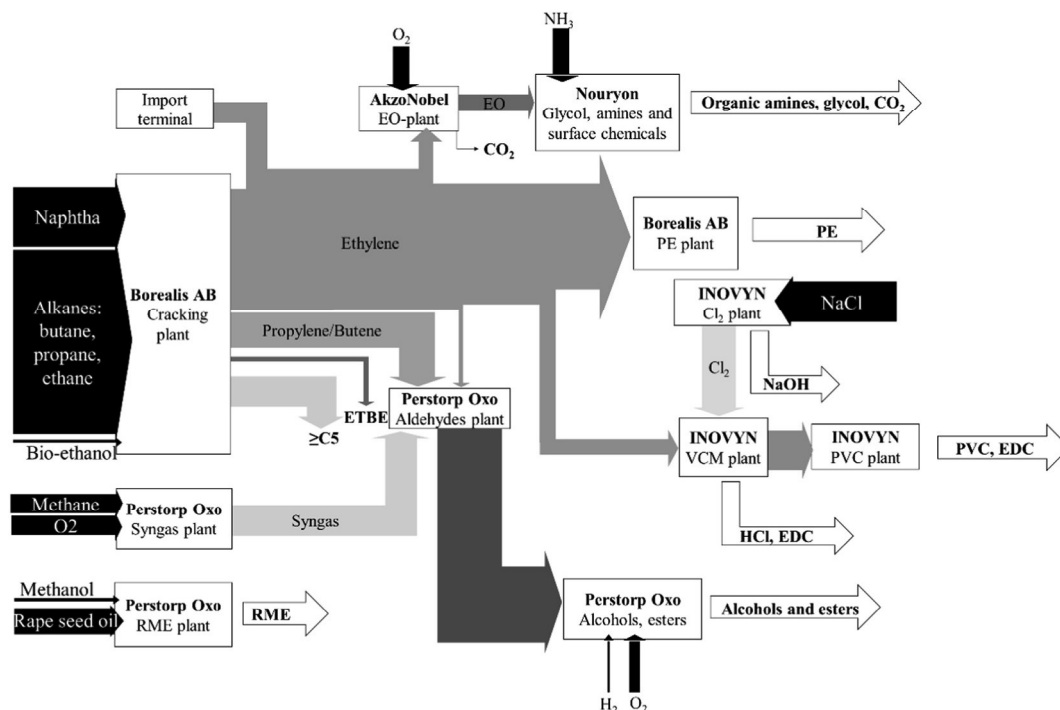 O₂
NH₃
Import
terminal
AkzoNobel
EO-plant
EO
Nouryon
Glycol, amines and
surface chemicals
Organic amines, glycol, CO₂
CO₂
Naphtha
Borealis AB
Cracking
plant
Ethylene
Borealis AB
PE plant
PE
Alkanes:
butane,
propane,
ethane
INOVYN
Cl₂ plant
NaCl
Propylene/Butene
Cl₂
NaOH
Perstorp Oxo
Aldehydes plant
ETBE
≥C5
Bio-ethanol
INOVYN
VCM plant
INOVYN
PVC plant
PVC, EDC
Methane
O2
Perstorp Oxo
Syngas plant
Syngas
HCl, EDC
Methanol
Rape seed oil
Perstorp Oxo
RME plant
RME
Perstorp Oxo
Alcohols, esters
Alcohols and esters
H₂
O₂